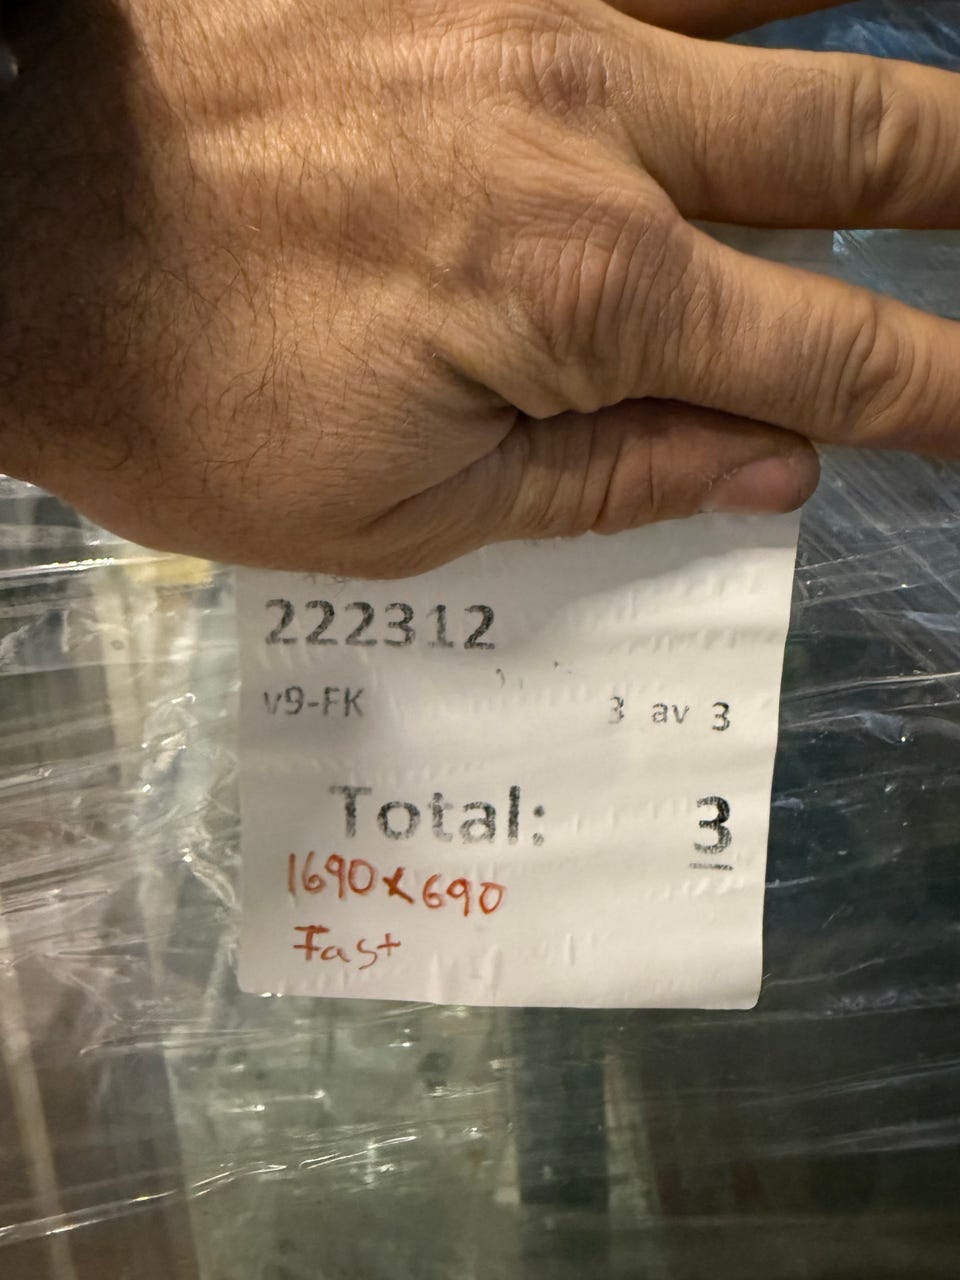 222312
v9-FK 3 av 3
Total: 3
1690x690
Fast